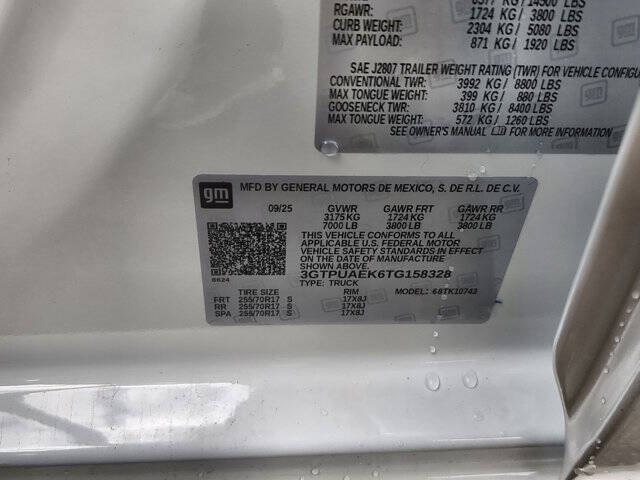 14500 LBS
RGAWR: 1724 KG / 3800 LBS
CURB WEIGHT: 2304 KG / 5080 LBS
MAX PAYLOAD: 871 KG / 1920 LBS
SAE J2807 TRAILER WEIGHT RATING (TWR) FOR VEHICLE CONFIGU
CONVENTIONAL TWR: 3992 KG / 8800 LBS
MAX TONGUE WEIGHT: 399 KG / 880 LBS
GOOSENECK TWR: 3810 KG / 8400 LBS
MAX TONGUE WEIGHT: 572 KG / 1260 LBS
SEE OWNER'S MANUAL FOR MORE INFORMATION
gm MFD BY GENERAL MOTORS DE MEXICO, S. DE R.L. DE C.V.
09/25 GVWR GAWR FRT GAWR RR
3175 KG 1724 KG 1724 KG
7000 LB 3800 LB 3800 LB
THIS VEHICLE CONFORMS TO ALL
APPLICABLE U.S. FEDERAL MOTOR
VEHICLE SAFETY STANDARDS IN EFFECT
ON THE DATE OF MANUFACTURE
SHOWN ABOVE.
3GTPUAEK6TG158328
8624 TYPE: TRUCK
TIRE SIZE RIM MODEL: 68TK10743
FRT 255/70R17 S 17X8J
RR 255/70R17 S 17X8J
SPA 255/70R17 S 17X8J